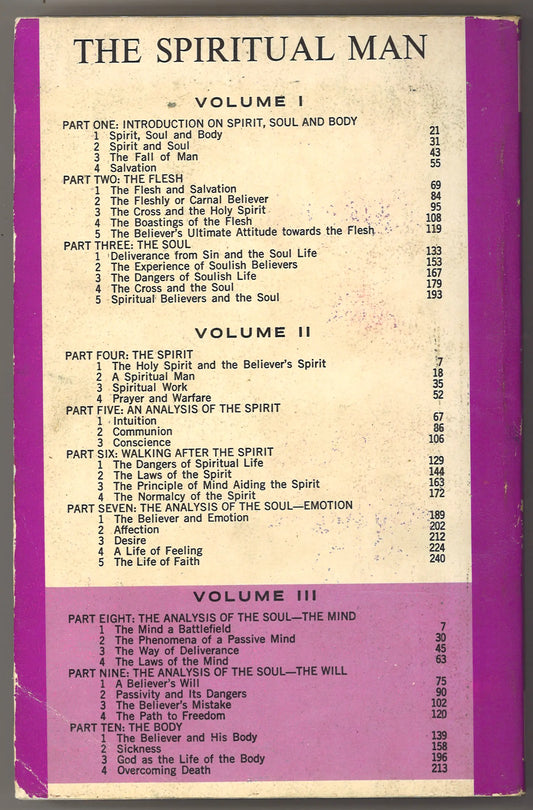 THE SPIRITUAL MAN
VOLUME I
PART ONE: INTRODUCTION ON SPIRIT, SOUL AND BODY
1 Spirit, Soul and Body 21
2 Spirit and Soul 31
3 The Fall of Man 43
4 Salvation 55
PART TWO: THE FLESH
1 The Flesh and Salvation 69
2 The Fleshly or Carnal Believer 84
3 The Cross and the Holy Spirit 95
4 The Boastings of the Flesh 108
5 The Believer's Ultimate Attitude towards the Flesh 119
PART THREE: THE SOUL
1 Deliverance from Sin and the Soul Life 133
2 The Experience of Soulish Believers 153
3 The Dangers of Soulish Life 167
4 The Cross and the Soul 179
5 Spiritual Believers and the Soul 193
VOLUME II
PART FOUR: THE SPIRIT
1 The Holy Spirit and the Believer's Spirit 7
2 A Spiritual Man 18
3 Spiritual Work 35
4 Prayer and Warfare 52
PART FIVE: AN ANALYSIS OF THE SPIRIT
1 Intuition 67
2 Communion 86
3 Conscience 106
PART SIX: WALKING AFTER THE SPIRIT
1 The Dangers of Spiritual Life 129
2 The Laws of the Spirit 144
3 The Principle of Mind Aiding the Spirit 163
4 The Normalcy of the Spirit 172
PART SEVEN: THE ANALYSIS OF THE SOUL—EMOTION
1 The Believer and Emotion 189
2 Affection 202
3 Desire 212
4 A Life of Feeling 224
5 The Life of Faith 240
VOLUME III
PART EIGHT: THE ANALYSIS OF THE SOUL—THE MIND
1 The Mind a Battlefield 7
2 The Phenomena of a Passive Mind 30
3 The Way of Deliverance 45
4 The Laws of the Mind 63
PART NINE: THE ANALYSIS OF THE SOUL—THE WILL
1 A Believer's Will 75
2 Passivity and Its Dangers 90
3 The Believer's Mistake 102
4 The Path to Freedom 120
PART TEN: THE BODY
1 The Believer and His Body 139
2 Sickness 158
3 God as the Life of the Body 196
4 Overcoming Death 213